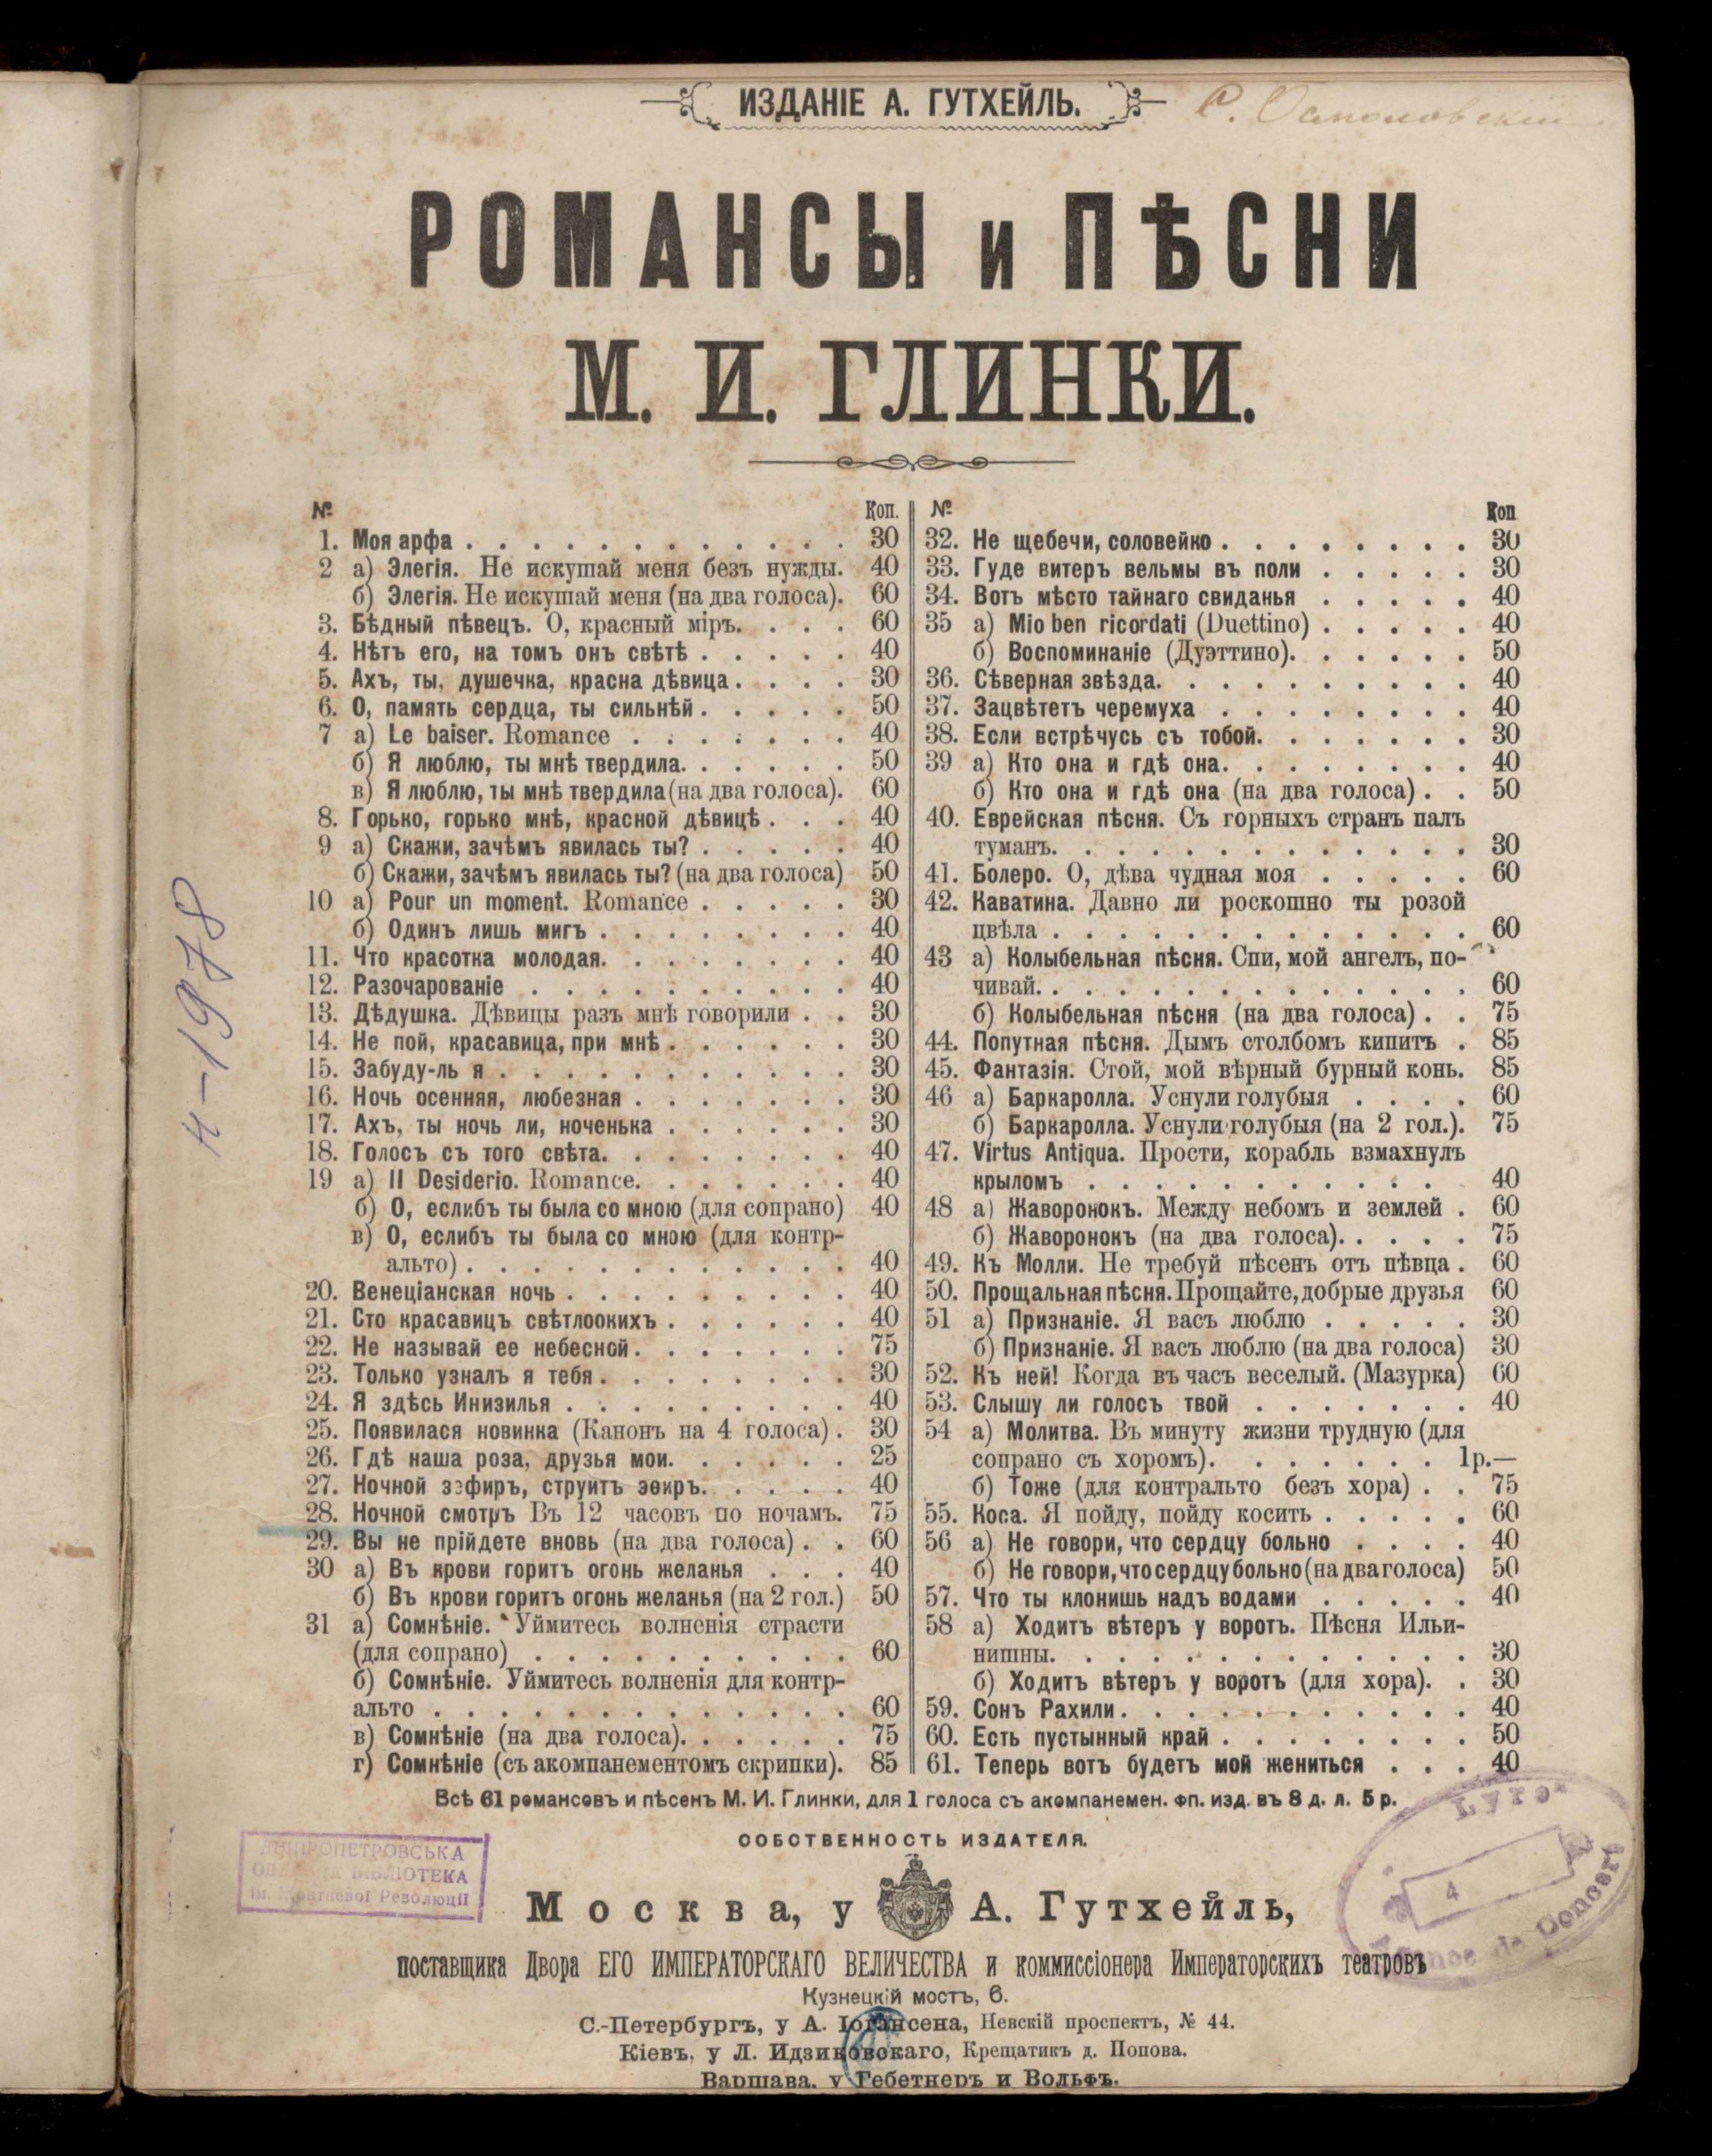 ИЗДАНІЕ А. ГУТХЕЙЛЬ.
РОМАНСЫ и ПѢСНИ
М. И. ГЛИНКИ.
№ Коп.
1. Моя арфа . . . . . . . . . . . . 30
2 а) Элегія. Не искушай меня безъ нужды. 40
б) Элегія. Не искушай меня (на два голоса). 60
3. Бѣдный пѣвецъ. О, красный міръ. . . . 60
4. Нѣтъ его, на томъ онъ свѣтѣ . . . . . 40
5. Ахъ, ты, душечка, красна дѣвица . . . . 30
6. О, память сердца, ты сильнѣй . . . . . 50
7 а) Le baiser. Romance . . . . . . . 40
б) Я люблю, ты мнѣ твердила. . . . . . 50
в) Я люблю, ты мнѣ твердила (на два голоса). 60
8. Горько, горько мнѣ, красной дѣвицѣ . . . 40
9 а) Скажи, зачѣмъ явилась ты? . . . . . 40
б) Скажи, зачѣмъ явилась ты? (на два голоса) 50
10 а) Pour un moment. Romance . . . . . 30
б) Одинъ лишь мигъ . . . . . . . . 40
11. Что красотка молодая. . . . . . . . 40
12. Разочарованіе . . . . . . . . . . 40
13. Дѣдушка. Дѣвицы разъ мнѣ говорили . . 30
14. Не пой, красавица, при мнѣ . . . . . . 30
15. Забуду-ль я . . . . . . . . . . . 30
16. Ночь осенняя, любезная . . . . . . . 30
17. Ахъ, ты ночь ли, ноченька . . . . . . 30
18. Голосъ съ того свѣта. . . . . . . . 40
19 а) Il Desiderio. Romance. . . . . . . 40
б) О, еслибъ ты была со мною (для сопрано) 40
в) О, еслибъ ты была со мною (для контр-
альто) . . . . . . . . . . . . 40
20. Венеціанская ночь . . . . . . . . . 40
21. Сто красавицъ свѣтлоокихъ . . . . . . 40
22. Не называй ее небесной . . . . . . . 75
23. Только узналъ я тебя . . . . . . . . 30
24. Я здѣсь Инизилья . . . . . . . . . 40
25. Появилася новинка (Канонъ на 4 голоса) . 30
26. Гдѣ наша роза, друзья мои. . . . . . 25
27. Ночной зефиръ, струитъ эѳиръ. . . . . 40
28. Ночной смотръ Въ 12 часовъ по ночамъ. 75
29. Вы не прійдете вновь (на два голоса) . . 60
30 а) Въ крови горитъ огонь желанья . . . 40
б) Въ крови горитъ огонь желанья (на 2 гол.) 50
31 а) Сомнѣніе. Уймитесь волненія страсти
(для сопрано) . . . . . . . . . . 60
б) Сомнѣніе. Уймитесь волненія для контр-
альто . . . . . . . . . . . . . 60
в) Сомнѣніе (на два голоса). . . . . . 75
г) Сомнѣніе (съ акомпанементомъ скрипки). 85
№ Коп
32. Не щебечи, соловейко . . . . . . . . 30
33. Гуде витеръ вельмы въ поли . . . . . 30
34. Вотъ мѣсто тайнаго свиданья . . . . . 40
35 а) Mio ben ricordati (Duettino) . . . . . 40
б) Воспоминаніе (Дуэттино). . . . . . 50
36. Сѣверная звѣзда. . . . . . . . . . 40
37. Зацвѣтетъ черемуха . . . . . . . . 40
38. Если встрѣчусь съ тобой. . . . . . . 30
39 а) Кто она и гдѣ она. . . . . . . . 40
б) Кто она и гдѣ она (на два голоса) . . 50
40. Еврейская пѣсня. Съ горныхъ странъ палъ
туманъ. . . . . . . . . . . . . 30
41. Болеро. О, дѣва чудная моя . . . . . 60
42. Каватина. Давно ли роскошно ты розой
цвѣла . . . . . . . . . . . . . 60
43 а) Колыбельная пѣсня. Спи, мой ангелъ, по-
чивай. . . . . . . . . . . . . . 60
б) Колыбельная пѣсня (на два голоса) . . 75
44. Попутная пѣсня. Дымъ столбомъ кипитъ . 85
45. Фантазія. Стой, мой вѣрный бурный конь. 85
46 а) Баркаролла. Уснули голубыя . . . . 60
б) Баркаролла. Уснули голубыя (на 2 гол.). 75
47. Virtus Antiqua. Прости, корабль взмахнулъ
крыломъ . . . . . . . . . . . . 40
48 а) Жаворонокъ. Между небомъ и землей . 60
б) Жаворонокъ (на два голоса). . . . . 75
49. Къ Молли. Не требуй пѣсенъ отъ пѣвца . 60
50. Прощальная пѣсня. Прощайте, добрые друзья 60
51 а) Признаніе. Я васъ люблю . . . . . 30
б) Признаніе. Я васъ люблю (на два голоса) 30
52. Къ ней! Когда въ часъ веселый. (Мазурка) 60
53. Слышу ли голосъ твой . . . . . . . 40
54 а) Молитва. Въ минуту жизни трудную (для
сопрано съ хоромъ). . . . . . . . 1р.—
б) Тоже (для контральто безъ хора) . . 75
55. Коса. Я пойду, пойду косить . . . . . 60
56 а) Не говори, что сердцу больно . . . . 40
б) Не говори, что сердцу больно (на два голоса) 50
57. Что ты клонишь надъ водами . . . . . 40
58 а) Ходитъ вѣтеръ у воротъ. Пѣсня Ильи-
нишны. . . . . . . . . . . . . . 30
б) Ходитъ вѣтеръ у воротъ (для хора). . 30
59. Сонъ Рахили . . . . . . . . . . . 40
60. Есть пустынный край . . . . . . . . 50
61. Теперь вотъ будетъ мой жениться . . . 40
Всѣ 61 романсовъ и пѣсенъ М. И. Глинки, для 1 голоса съ акомпанемен. фп. изд. въ 8 д. л. 5 р.
СОБСТВЕННОСТЬ ИЗДАТЕЛЯ.
Москва, у А. Гутхейль,
поставщика Двора ЕГО ИМПЕРАТОРСКАГО ВЕЛИЧЕСТВА и коммиссіонера Императорскихъ театровъ
Кузнецкій мостъ, 6.
С.-Петербургъ, у А. Іогансена, Невскій проспектъ, № 44.
Кіевъ, у Л. Идзиковскаго, Крещатик д. Попова.
Варшава, у Гебетнеръ и Вольфъ.
н-1978
ДНІПРОПЕТРОВСЬКА
БІБЛІОТЕКА
ім. Жовтневої Революції
Lyro
4
Agence de Concert